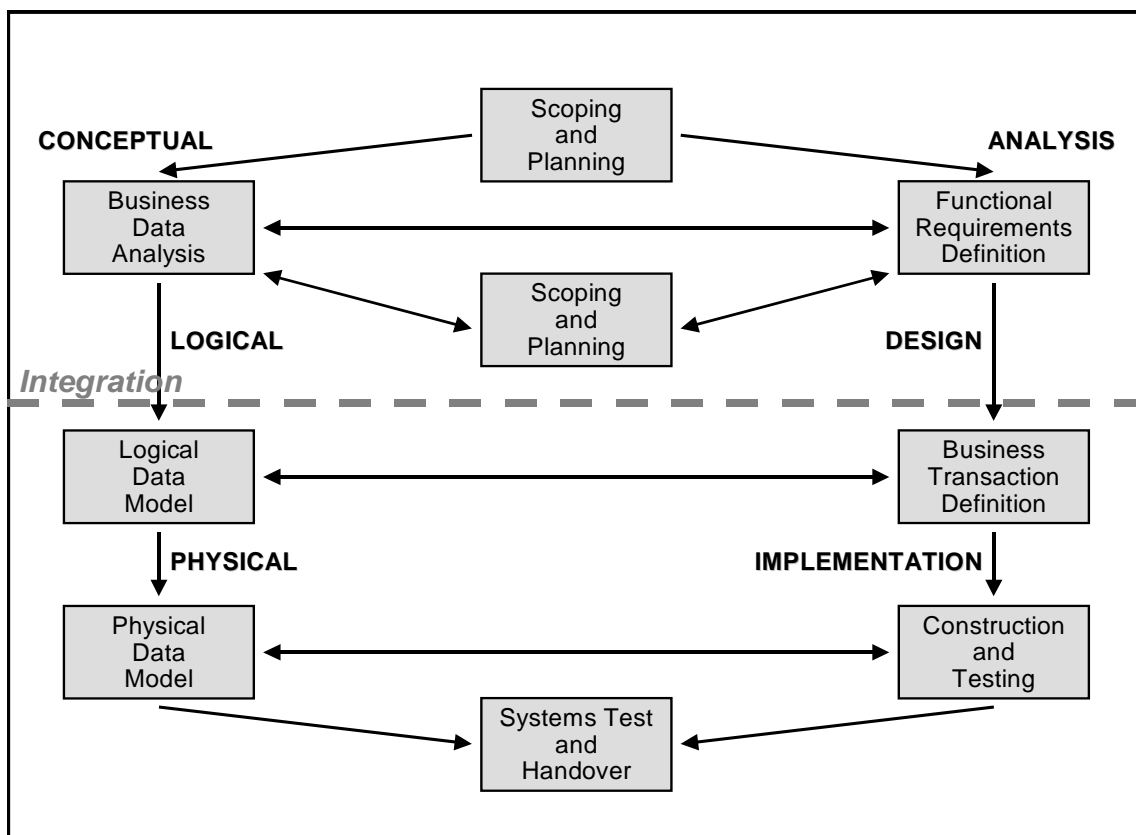 Scoping
and
Planning
CONCEPTUAL
ANALYSIS
Business
Data
Analysis
Functional
Requirements
Definition
Scoping
and
Planning
LOGICAL
DESIGN
Integration
Logical
Data
Model
Business
Transaction
Definition
PHYSICAL
IMPLEMENTATION
Physical
Data
Model
Construction
and
Testing
Systems Test
and
Handover